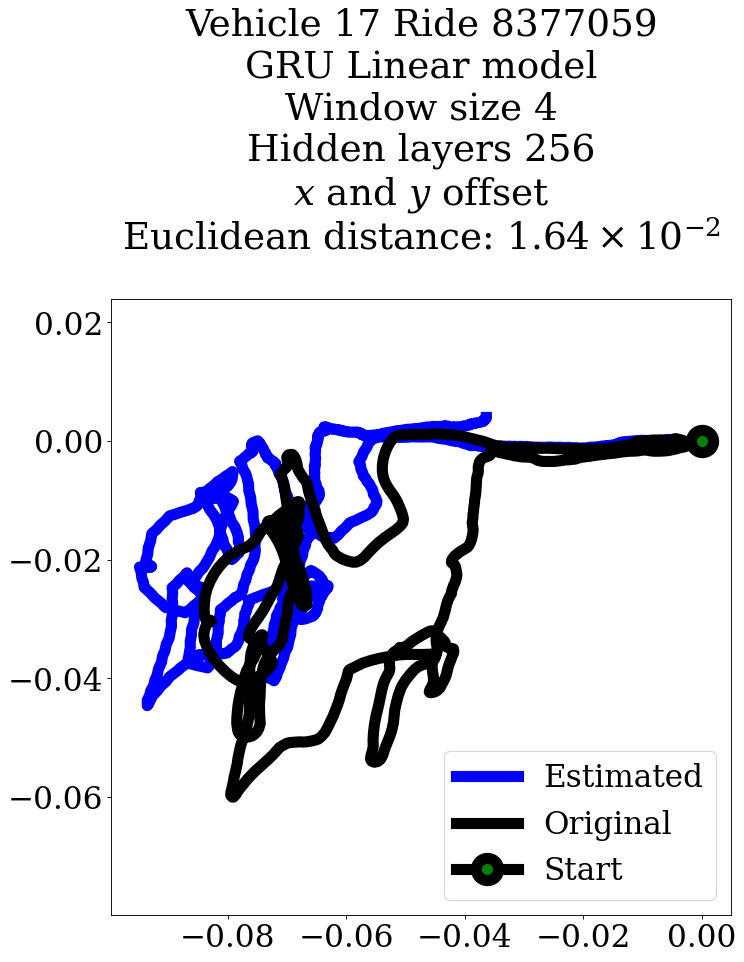 Vehicle 17 Ride 8377059
GRU Linear model
Window size 4
Hidden layers 256
x and y offset
Euclidean distance: 1.64 × 10⁻²
0.02
0.00
−0.02
−0.04
−0.06
Estimated
Original
Start
−0.08 −0.06 −0.04 −0.02 0.00